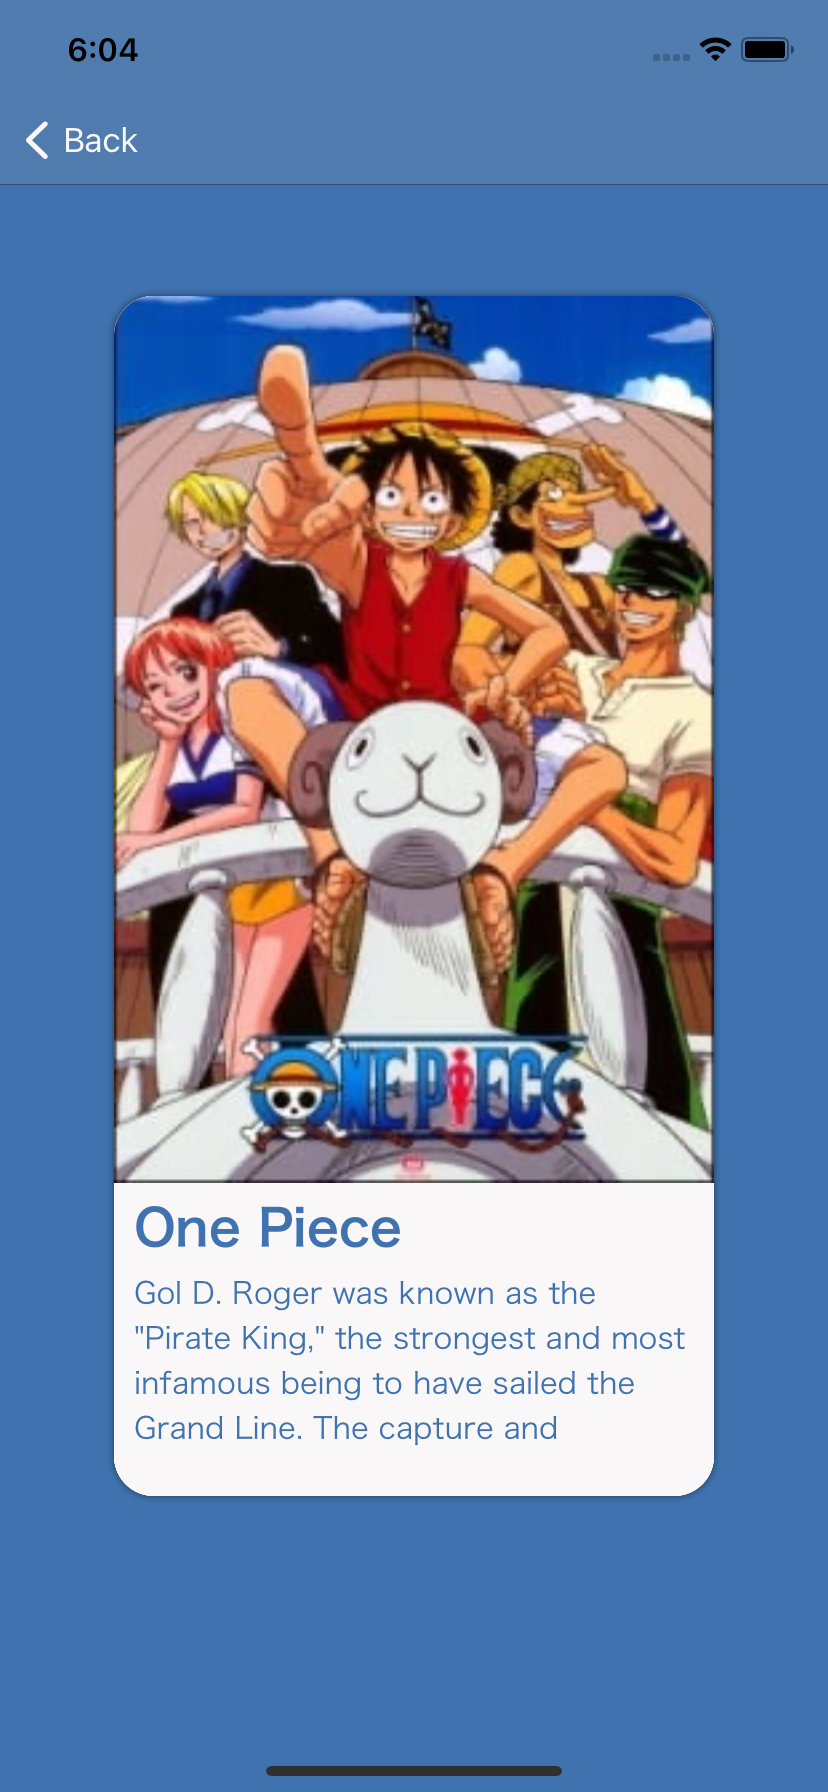 6:04
Back
ONE PIECE
One Piece
Gol D. Roger was known as the
"Pirate King," the strongest and most
infamous being to have sailed the
Grand Line. The capture and